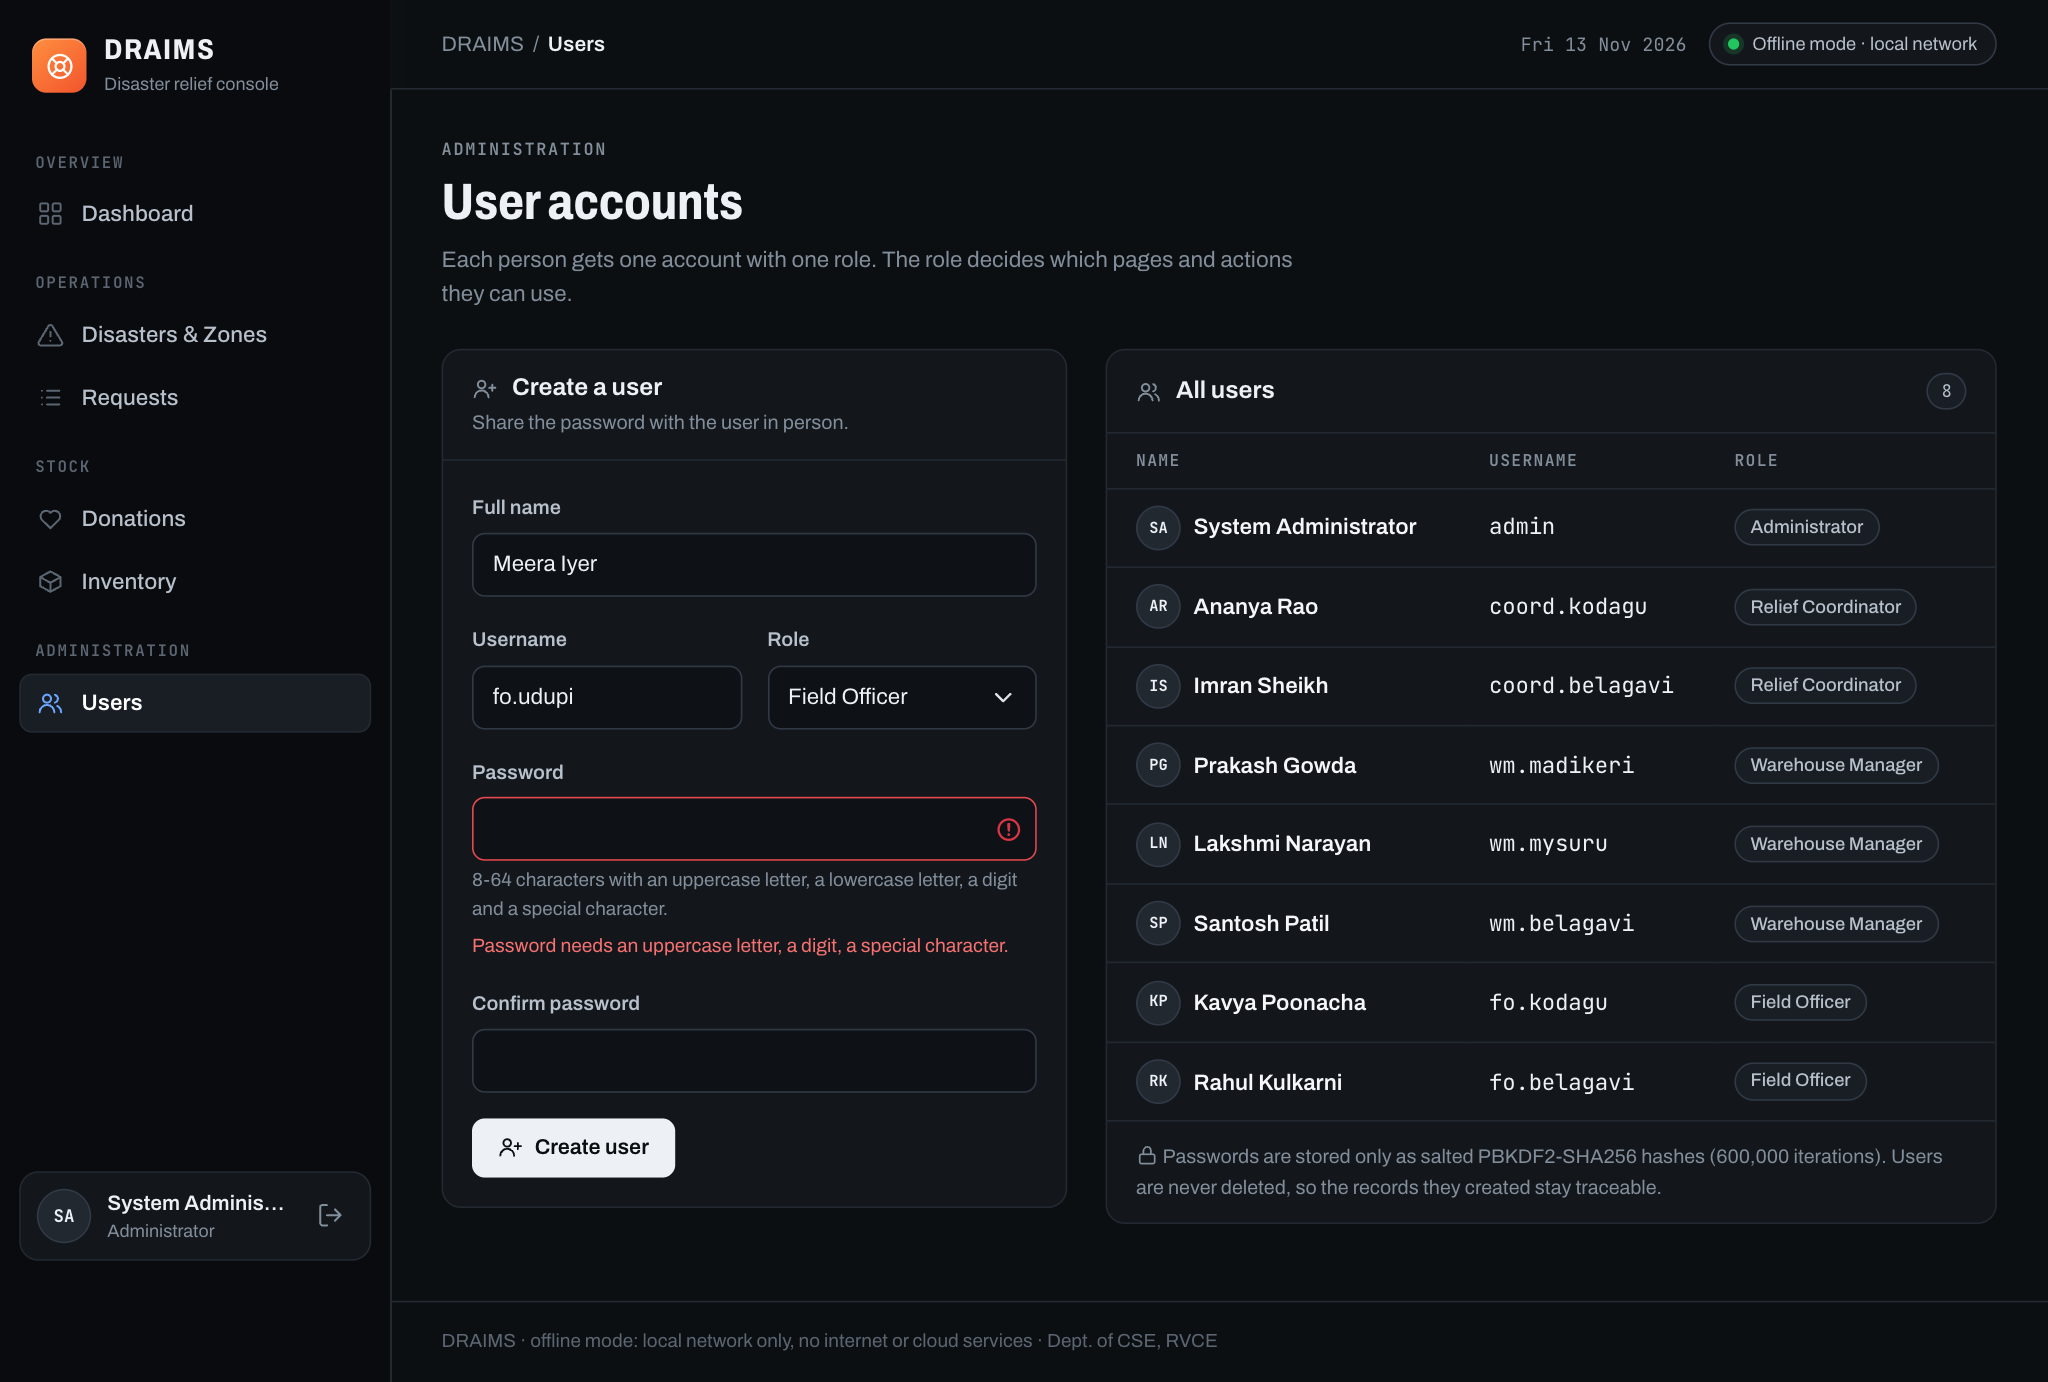 DRAIMS
Disaster relief console
OVERVIEW
Dashboard
OPERATIONS
Disasters & Zones
Requests
STOCK
Donations
Inventory
ADMINISTRATION
Users
SA
System Adminis...
Administrator
DRAIMS / Users
Fri 13 Nov 2026
Offline mode · local network
ADMINISTRATION
User accounts
Each person gets one account with one role. The role decides which pages and actions
they can use.
Create a user
Share the password with the user in person.
Full name
Meera Iyer
Username
Role
fo.udupi
Field Officer
Password
8-64 characters with an uppercase letter, a lowercase letter, a digit
and a special character.
Password needs an uppercase letter, a digit, a special character.
Confirm password
Create user
All users
8
NAME USERNAME ROLE
SA System Administrator admin Administrator
AR Ananya Rao coord.kodagu Relief Coordinator
IS Imran Sheikh coord.belagavi Relief Coordinator
PG Prakash Gowda wm.madikeri Warehouse Manager
LN Lakshmi Narayan wm.mysuru Warehouse Manager
SP Santosh Patil wm.belagavi Warehouse Manager
KP Kavya Poonacha fo.kodagu Field Officer
RK Rahul Kulkarni fo.belagavi Field Officer
Passwords are stored only as salted PBKDF2-SHA256 hashes (600,000 iterations). Users
are never deleted, so the records they created stay traceable.
DRAIMS · offline mode: local network only, no internet or cloud services · Dept. of CSE, RVCE